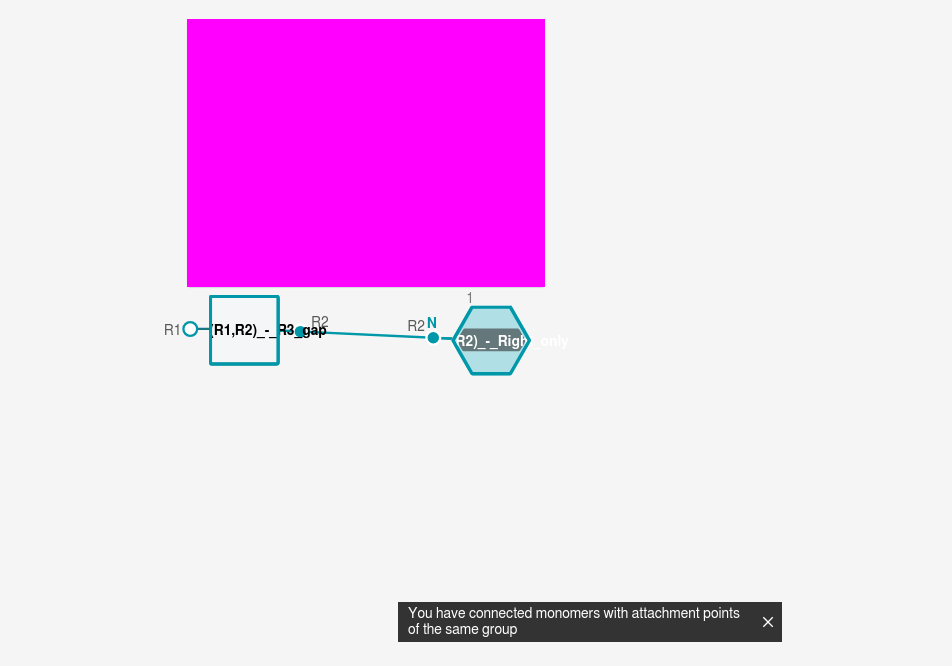 1
R1
(R1,R2)_-_R3_gap
R2
R2
N
R2)_-_Right_only
You have connected monomers with attachment points
of the same group